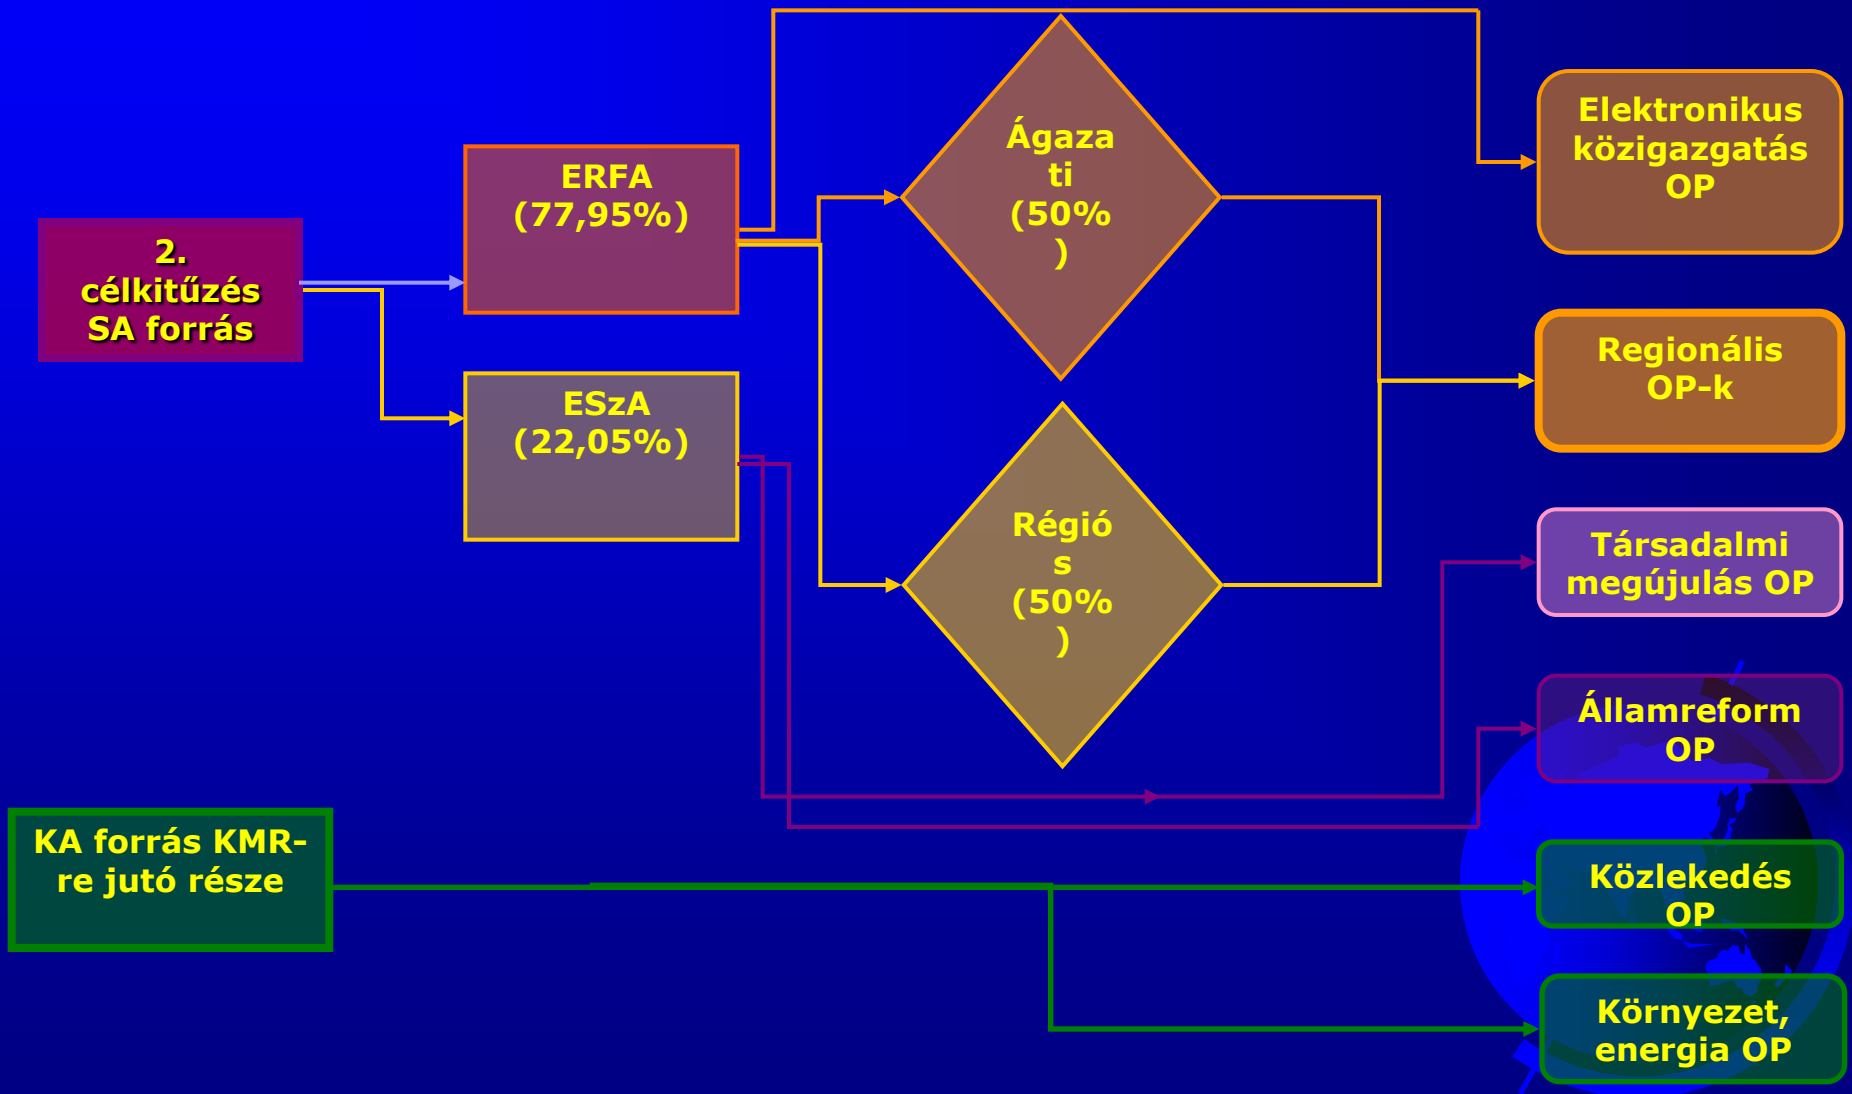 2.
célkitűzés
SA forrás
ERFA
(77,95%)
ESzA
(22,05%)
Ágaza
ti
(50%
)
Régió
s
(50%
)
Elektronikus
közigazgatás
OP
Regionális
OP-k
Társadalmi
megújulás OP
Államreform
OP
KA forrás KMR-
re jutó része
Közlekedés
OP
Környezet,
energia OP